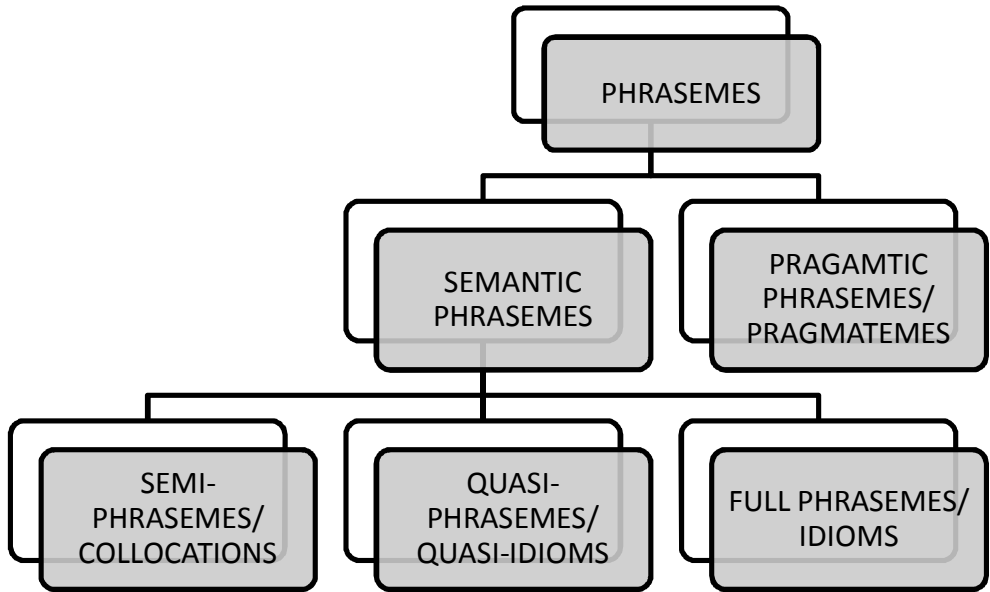 PHRASEMES
SEMANTIC
PHRASEMES
PRAGAMTIC
PHRASEMES/
PRAGMATEMES
SEMI-
PHRASEMES/
COLLOCATIONS
QUASI-
PHRASEMES/
QUASI-IDIOMS
FULL PHRASEMES/
IDIOMS